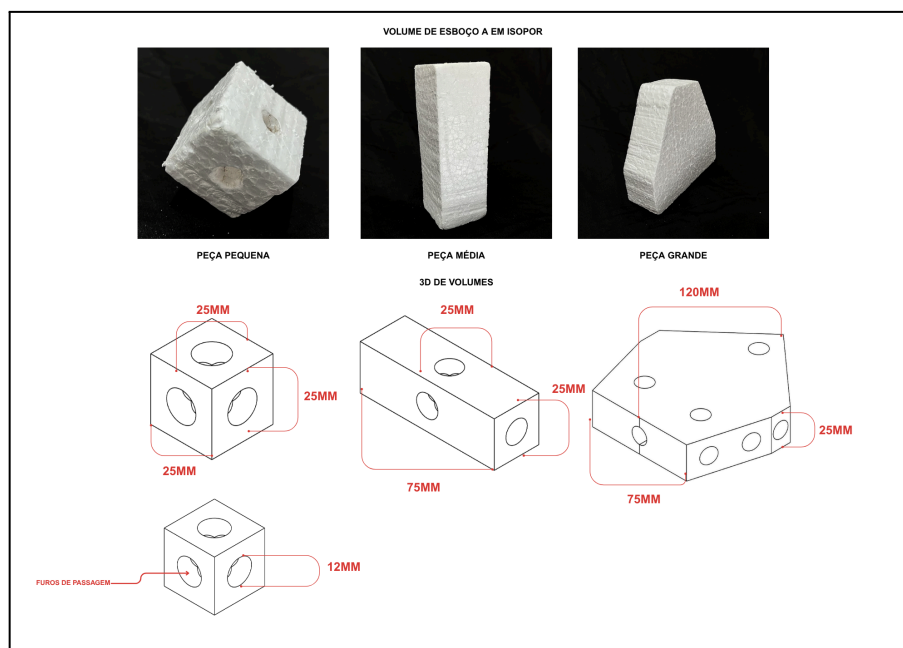 VOLUME DE ESBOÇO A EM ISOPOR
PEÇA PEQUENA
PEÇA MÉDIA
PEÇA GRANDE
3D DE VOLUMES
25MM
25MM
120MM
25MM
25MM
25MM
25MM
75MM
75MM
12MM
FUROS DE PASSAGEM